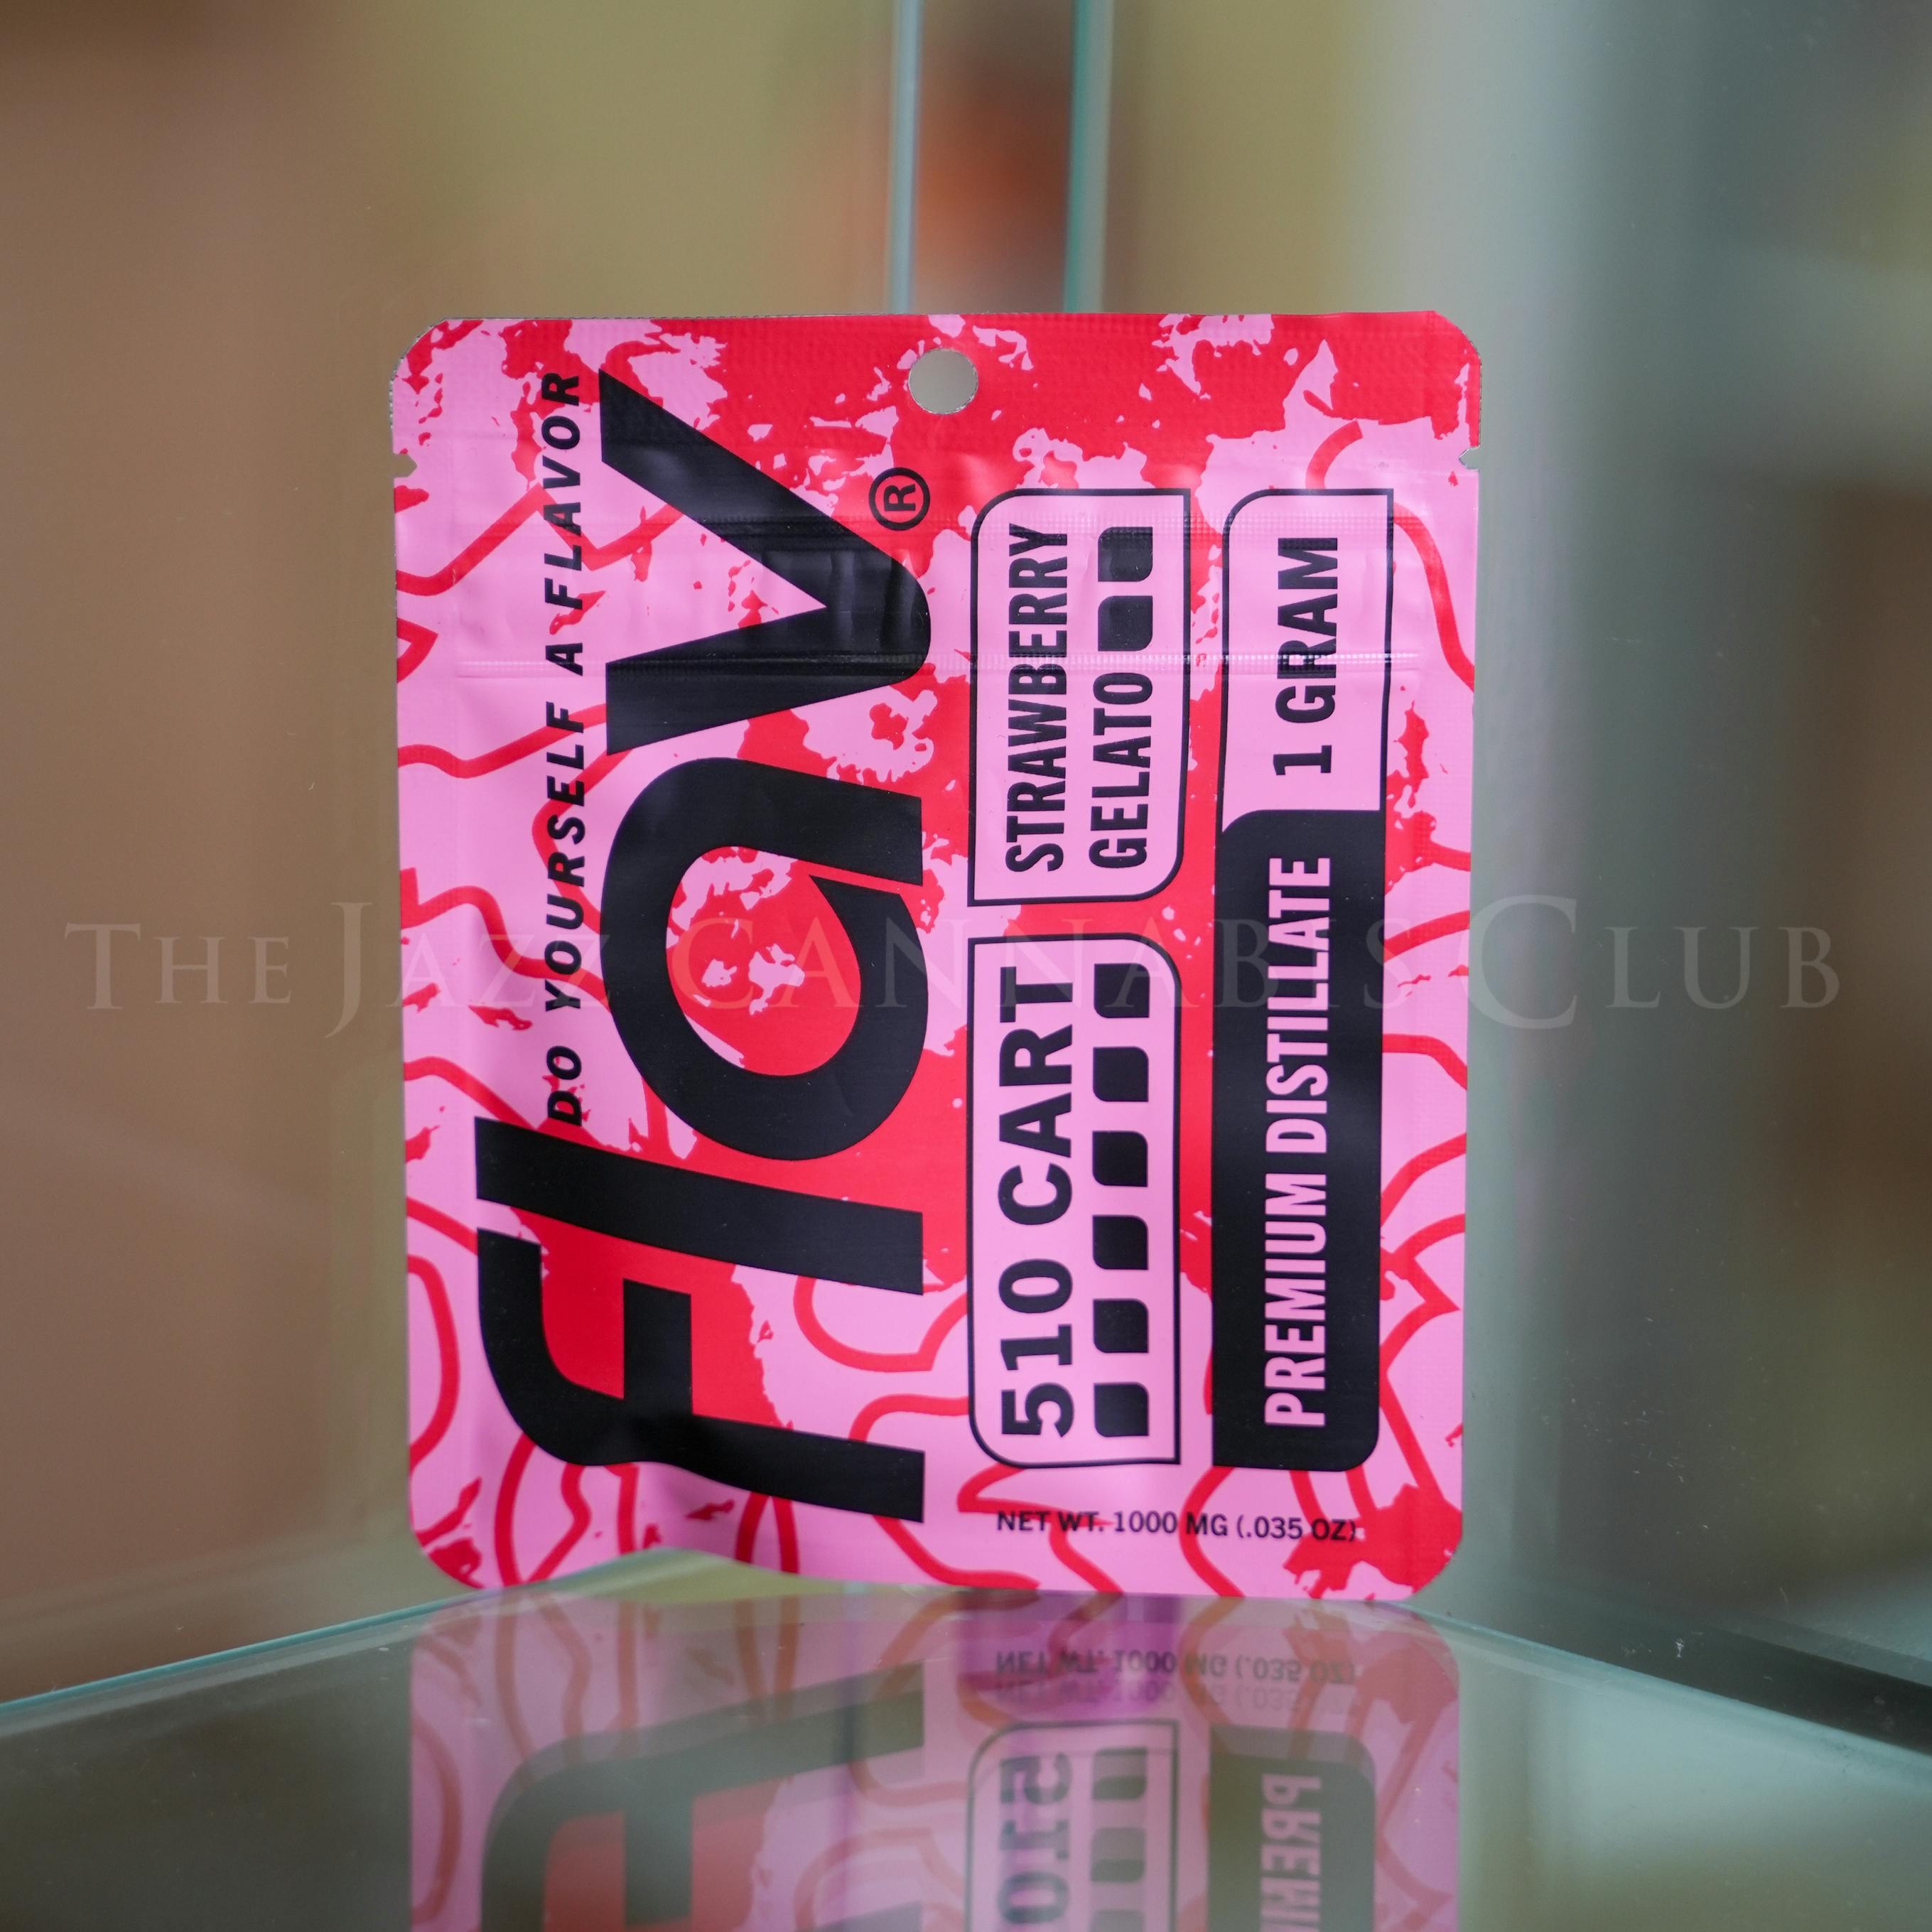 DO YOURSELF A FLAVOR
Flav®
510 CART
STRAWBERRY
GELATO
PREMIUM DISTILLATE
1 GRAM
NET WT. 1000 MG (.035 OZ)
THE JAZZ CANNABIS CLUB